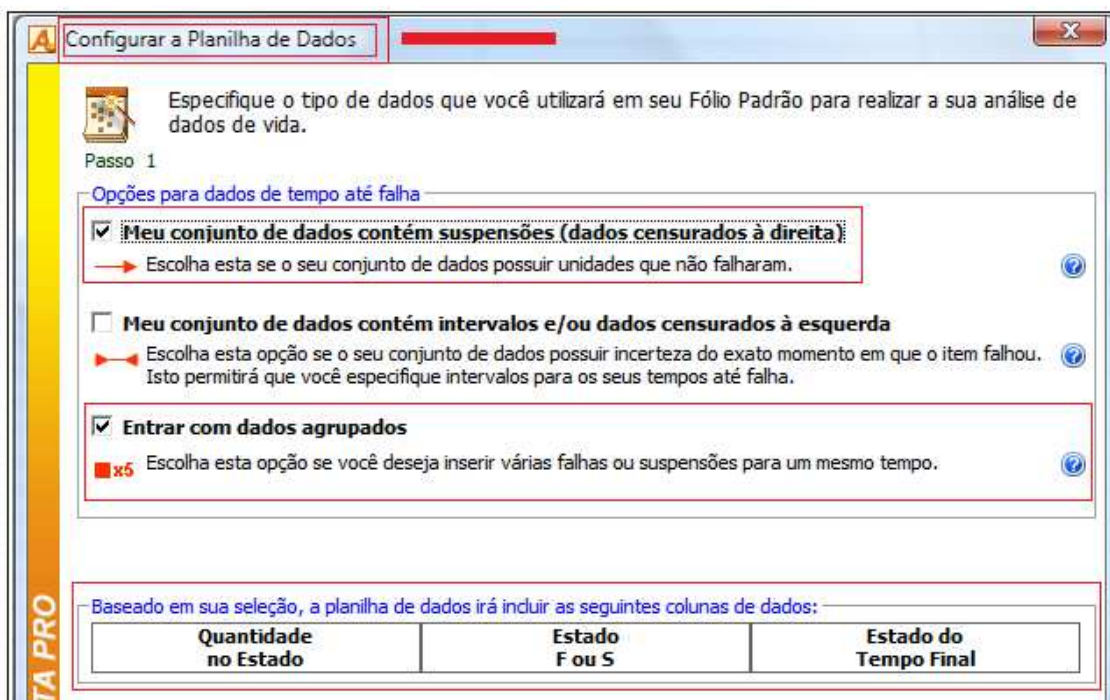 Configurar a Planilha de Dados
X
Especifique o tipo de dados que você utilizará em seu Fólio Padrão para realizar a sua análise de
dados de vida.
Passo 1
Opções para dados de tempo até falha
Meu conjunto de dados contém suspensões (dados censurados à direita)
Escolha esta se o seu conjunto de dados possuir unidades que não falharam.
?
Meu conjunto de dados contém intervalos e/ou dados censurados à esquerda
Escolha esta opção se o seu conjunto de dados possuir incerteza do exato momento em que o item falhou.
Isto permitirá que você especifique intervalos para os seus tempos até falha.
?
Entrar com dados agrupados
x5
Escolha esta opção se você deseja inserir várias falhas ou suspensões para um mesmo tempo.
?
Baseado em sua seleção, a planilha de dados irá incluir as seguintes colunas de dados:
Quantidade
no Estado
Estado
F ou S
Estado do
Tempo Final
TA PRO